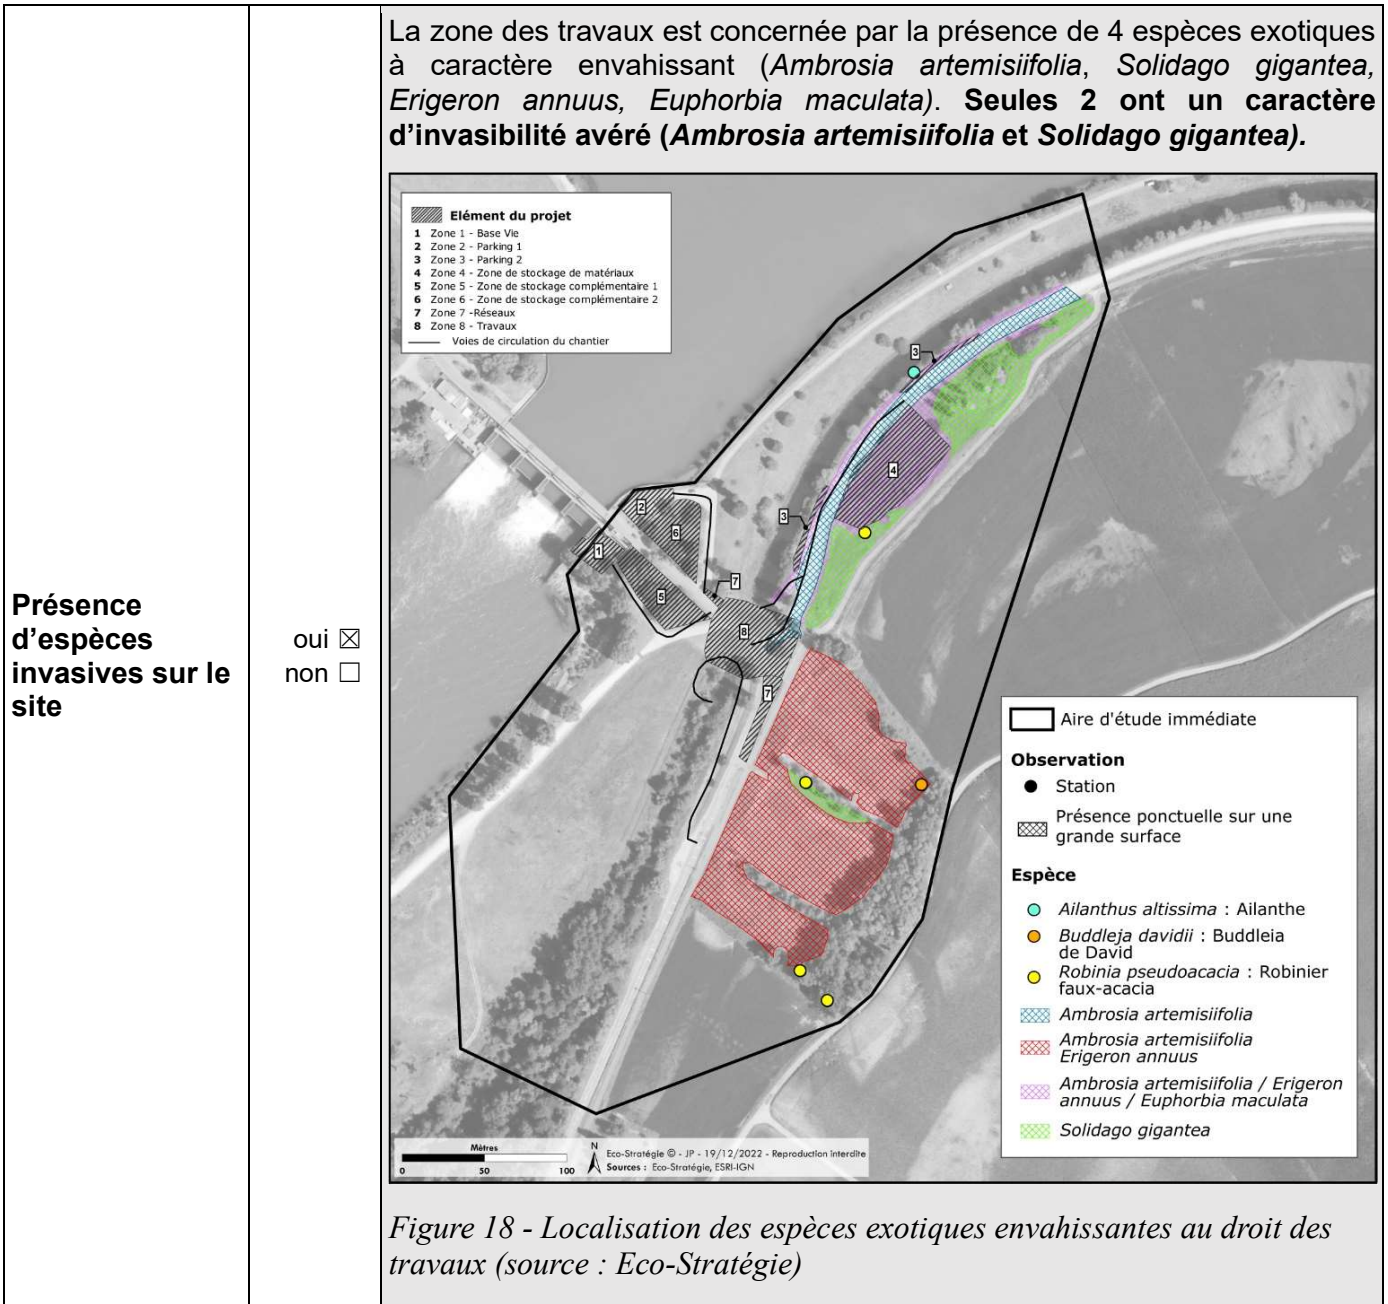 La zone des travaux est concernée par la présence de 4 espèces exotiques
à caractère envahissant (Ambrosia artemisiifolia, Solidago gigantea,
Erigeron annuus, Euphorbia maculata). Seules 2 ont un caractère
d'invasibilité avéré (Ambrosia artemisiifolia et Solidago gigantea).
Présence
d'espèces
invasives sur le
site
oui ☒
non ☐
Elément du projet
1 Zone 1 - Base Vie
2 Zone 2 - Parking 1
3 Zone 3 - Parking 2
4 Zone 4 - Zone de stockage de matériaux
5 Zone 5 - Zone de stockage complémentaire 1
6 Zone 6 - Zone de stockage complémentaire 2
7 Zone 7 -Réseaux
8 Zone 8 - Travaux
Voies de circulation du chantier
3
4
2
3
6
1
7
5
8
7
Aire d'étude immédiate
Observation
Station
Présence ponctuelle sur une
grande surface
Espèce
Ailanthus altissima : Ailanthe
Buddleja davidii : Buddleia
de David
Robinia pseudoacacia : Robinier
faux-acacia
Ambrosia artemisiifolia
Ambrosia artemisiifolia
Erigeron annuus
Ambrosia artemisiifolia / Erigeron
annuus / Euphorbia maculata
Solidago gigantea
Mètres
0 50 100
N
Eco-Stratégie © - JP - 19/12/2022 - Reproduction interdite
Sources : Eco-Stratégie, ESRI-IGN
Figure 18 - Localisation des espèces exotiques envahissantes au droit des
travaux (source : Eco-Stratégie)